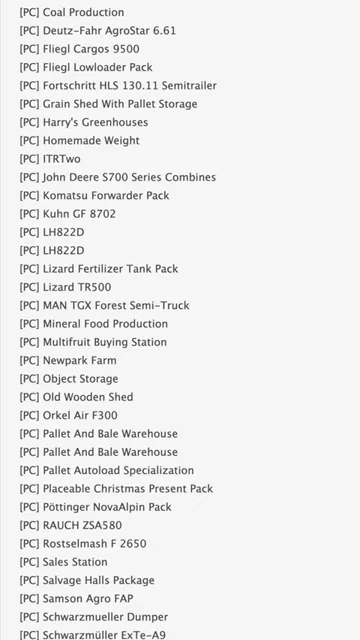 [PC] Coal Production
[PC] Deutz-Fahr AgroStar 6.61
[PC] Fliegl Cargos 9500
[PC] Fliegl Lowloader Pack
[PC] Fortschritt HLS 130.11 Semitrailer
[PC] Grain Shed With Pallet Storage
[PC] Harry's Greenhouses
[PC] Homemade Weight
[PC] ITRTwo
[PC] John Deere S700 Series Combines
[PC] Komatsu Forwarder Pack
[PC] Kuhn GF 8702
[PC] LH822D
[PC] LH822D
[PC] Lizard Fertilizer Tank Pack
[PC] Lizard TR500
[PC] MAN TGX Forest Semi-Truck
[PC] Mineral Food Production
[PC] Multifruit Buying Station
[PC] Newpark Farm
[PC] Object Storage
[PC] Old Wooden Shed
[PC] Orkel Air F300
[PC] Pallet And Bale Warehouse
[PC] Pallet And Bale Warehouse
[PC] Pallet Autoload Specialization
[PC] Placeable Christmas Present Pack
[PC] Pöttinger NovaAlpin Pack
[PC] RAUCH ZSA580
[PC] Rostselmash F 2650
[PC] Sales Station
[PC] Salvage Halls Package
[PC] Samson Agro FAP
[PC] Schwarzmueller Dumper
[PC] Schwarzmüller ExTe-A9